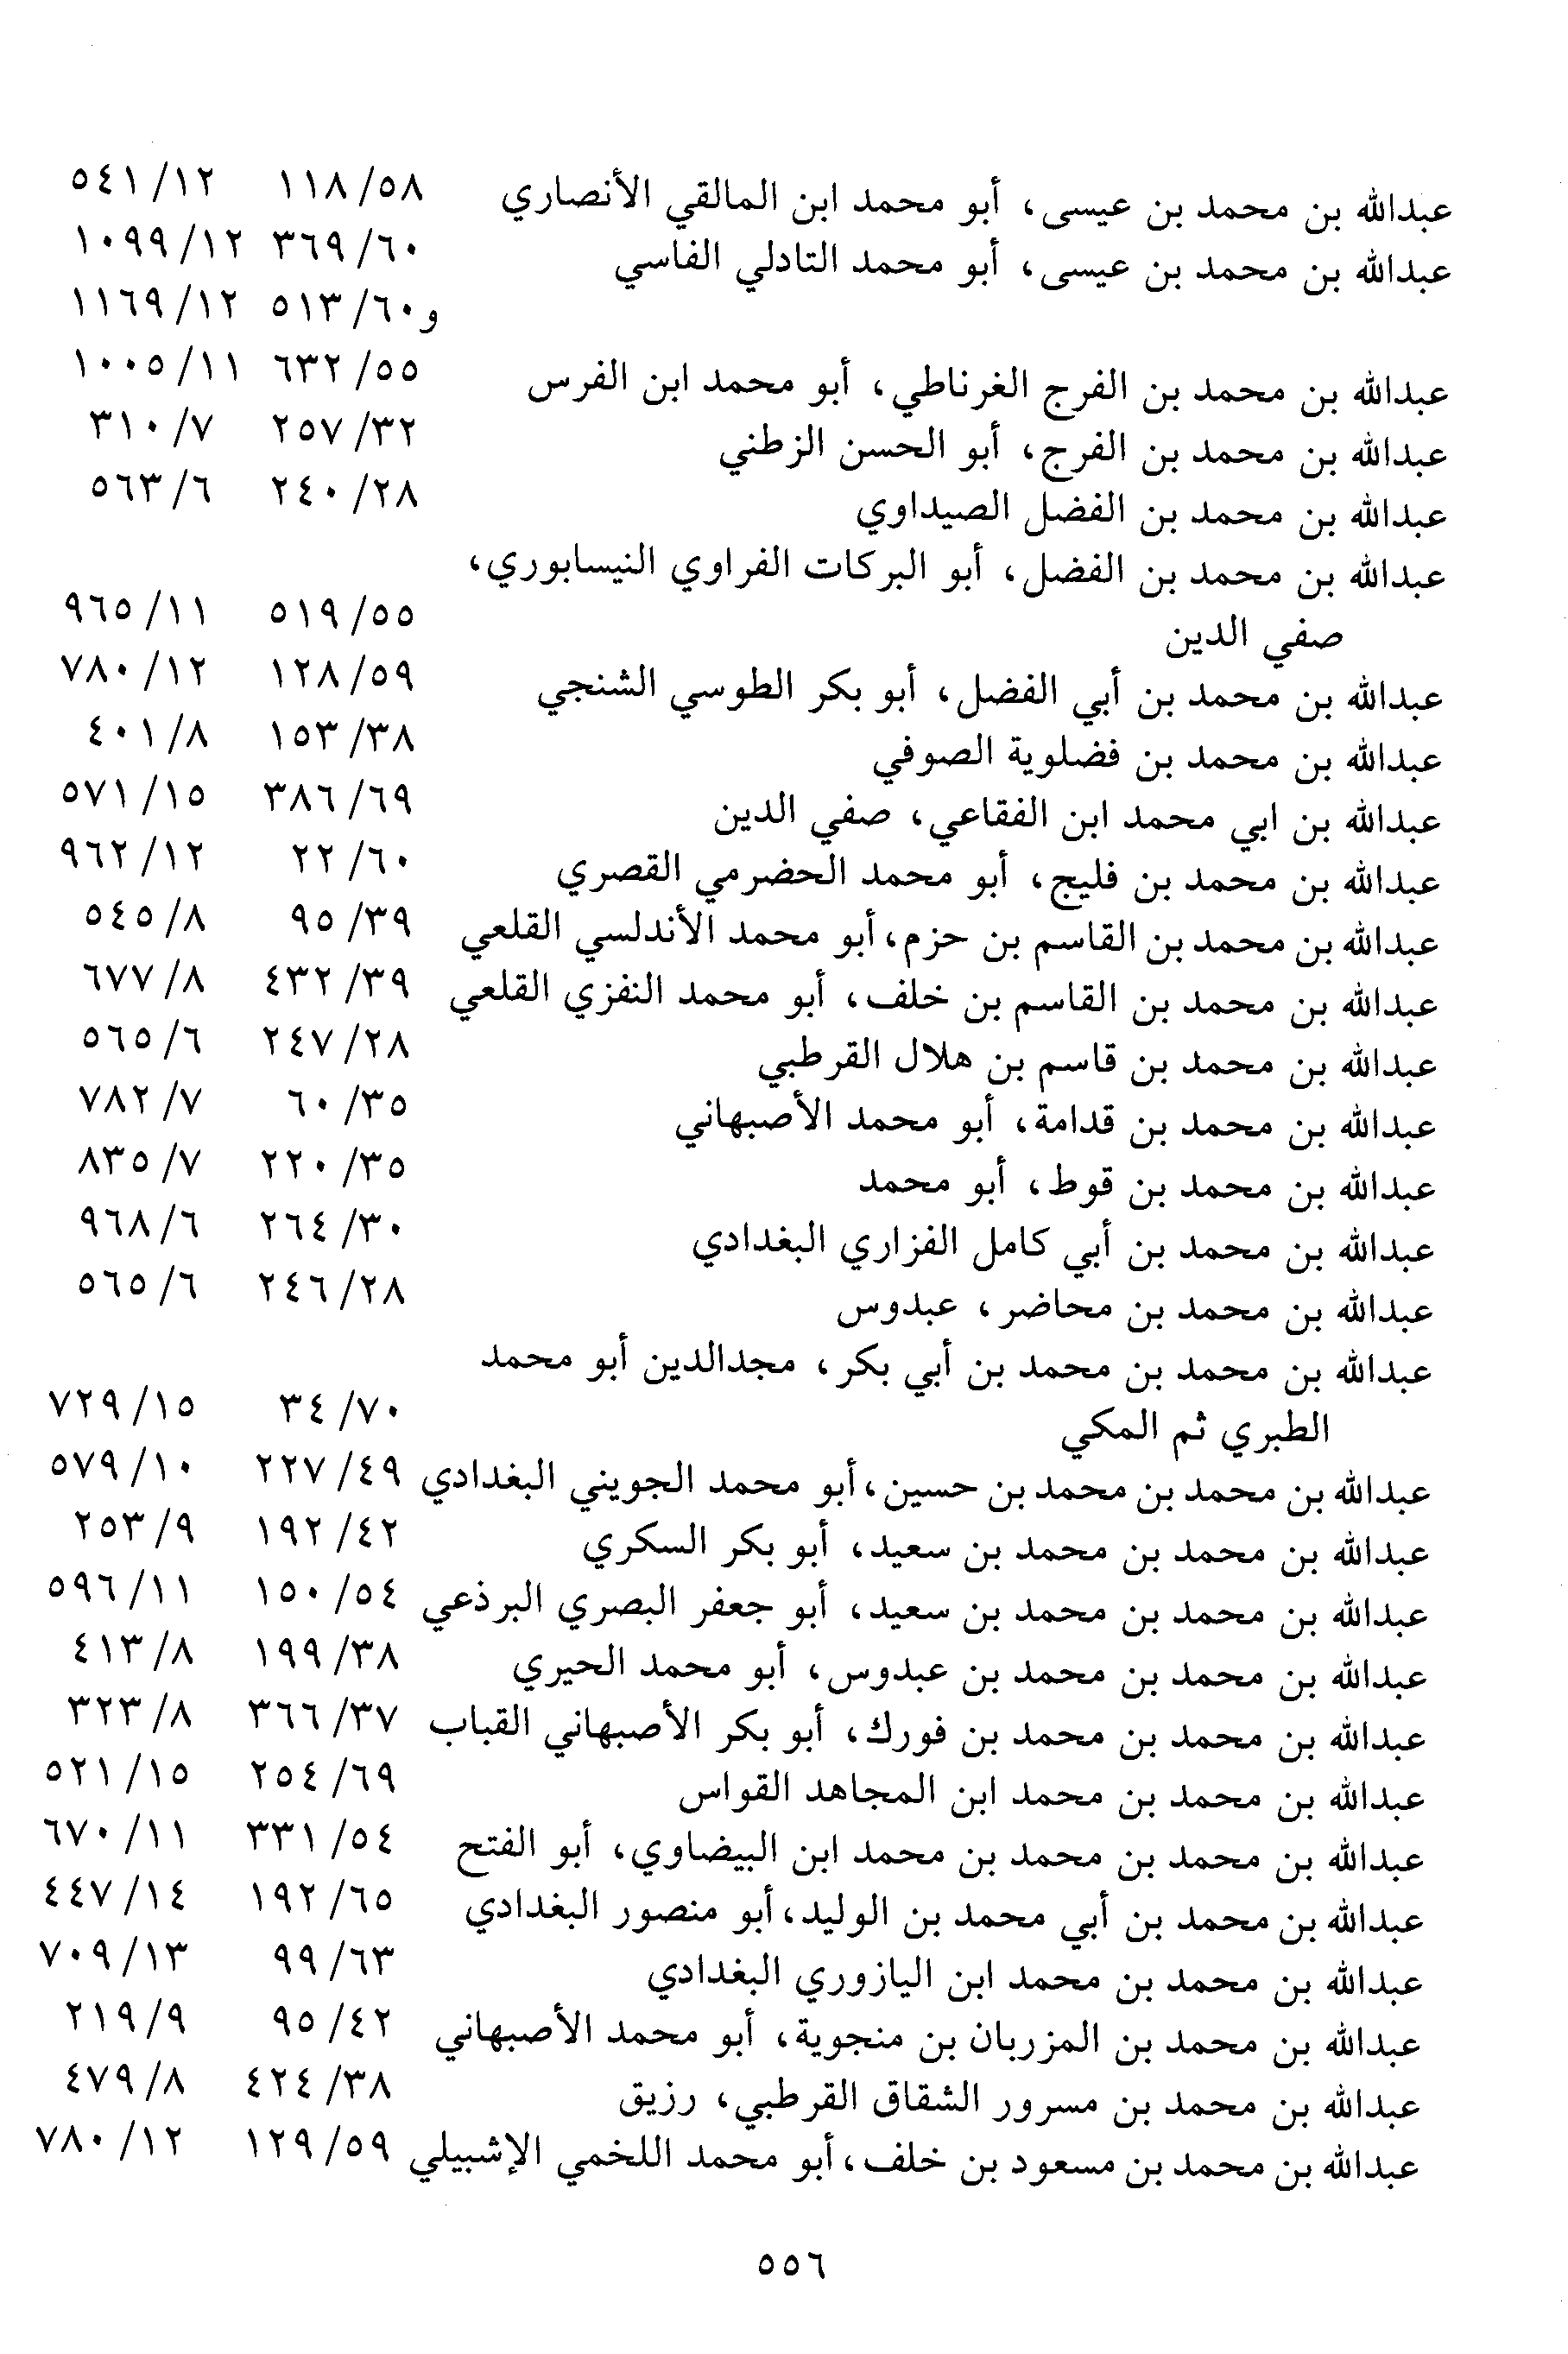 عبدالله بن محمد بن عيسى، أبو محمد ابن المالقي الأنصاري ٥٨/ ١١٨ ١٢/ ٥٤١
عبدالله بن محمد بن عيسى، أبو محمد التادلي الفاسي ٦٠/ ٣٦٩ ١٢/ ١٠٩٩
و٦٠/ ٥١٣ ١٢/ ١١٦٩
عبدالله بن محمد بن الفرج الغرناطي، أبو محمد ابن الفرس ٥٥/ ٦٣٢ ١١/ ١٠٠٥
عبدالله بن محمد بن الفرج، أبو الحسن الزطني ٣٢/ ٢٥٧ ٧/ ٣١٠
عبدالله بن محمد بن الفضل الصيداوي ٢٨/ ٢٤٠ ٦/ ٥٦٣
عبدالله بن محمد بن الفضل، أبو البركات الفراوي النيسابوري،
صفي الدين ٥٥/ ٥١٩ ١١/ ٩٦٥
عبدالله بن محمد بن أبي الفضل، أبو بكر الطوسي الشنجي ٥٩/ ١٢٨ ١٢/ ٧٨٠
عبدالله بن محمد بن فضلوية الصوفي ٣٨/ ١٥٣ ٨/ ٤٠١
عبدالله بن ابي محمد ابن الفقاعي، صفي الدين ٦٩/ ٣٨٦ ١٥/ ٥٧١
عبدالله بن محمد بن فليج، أبو محمد الحضرمي القصري ٦٠/ ٢٢ ١٢/ ٩٦٢
عبدالله بن محمد بن القاسم بن حزم، أبو محمد الأندلسي القلعي ٣٩/ ٩٥ ٨/ ٥٤٥
عبدالله بن محمد بن القاسم بن خلف، أبو محمد النفزي القلعي ٣٩/ ٤٣٢ ٨/ ٦٧٧
عبدالله بن محمد بن قاسم بن هلال القرطبي ٢٨/ ٢٤٧ ٦/ ٥٦٥
عبدالله بن محمد بن قدامة، أبو محمد الأصبهاني ٣٥/ ٦٠ ٧/ ٧٨٢
عبدالله بن محمد بن قوط، أبو محمد ٣٥/ ٢٢٠ ٧/ ٨٣٥
عبدالله بن محمد بن أبي كامل الفزاري البغدادي ٣٠/ ٢٦٤ ٦/ ٩٦٨
عبدالله بن محمد بن محاضر، عبدوس ٢٨/ ٢٤٦ ٦/ ٥٦٥
عبدالله بن محمد بن محمد بن أبي بكر، مجدالدين أبو محمد
الطبري ثم المكي ٧٠/ ٣٤ ١٥/ ٧٢٩
عبدالله بن محمد بن محمد بن حسين، أبو محمد الجويني البغدادي ٤٩/ ٢٢٧ ١٠/ ٥٧٩
عبدالله بن محمد بن محمد بن سعيد، أبو بكر السكري ٤٢/ ١٩٢ ٩/ ٢٥٣
عبدالله بن محمد بن محمد بن سعيد، أبو جعفر البصري البرذعي ٥٤/ ١٥٠ ١١/ ٥٩٦
عبدالله بن محمد بن محمد بن عبدوس، أبو محمد الحيري ٣٨/ ١٩٩ ٨/ ٤١٣
عبدالله بن محمد بن محمد بن فورك، أبو بكر الأصبهاني القباب ٣٧/ ٣٦٦ ٨/ ٣٢٣
عبدالله بن محمد بن محمد ابن المجاهد القواس ٦٩/ ٢٥٤ ١٥/ ٥٢١
عبدالله بن محمد بن محمد بن محمد ابن البيضاوي، أبو الفتح ٥٤/ ٣٣١ ١١/ ٦٧٠
عبدالله بن محمد بن أبي محمد بن الوليد، أبو منصور البغدادي ٦٥/ ١٩٢ ١٤/ ٤٤٧
عبدالله بن محمد بن محمد ابن اليازوري البغدادي ٦٣/ ٩٩ ١٣/ ٧٠٩
عبدالله بن محمد بن المزربان بن منجوية، أبو محمد الأصبهاني ٤٢/ ٩٥ ٩/ ٢١٩
عبدالله بن محمد بن مسرور الشقاق القرطبي، رزيق ٣٨/ ٤٢٤ ٨/ ٤٧٩
عبدالله بن محمد بن مسعود بن خلف، أبو محمد اللخمي الإشبيلي ٥٩/ ١٢٩ ١٢/ ٧٨٠
٥٥٦